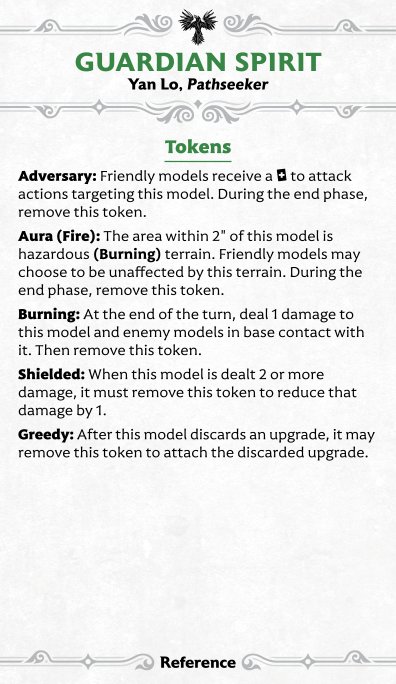 GUARDIAN SPIRIT
Yan Lo, Pathseeker
Tokens
Adversary: Friendly models receive a to attack
actions targeting this model. During the end phase,
remove this token.
Aura (Fire): The area within 2" of this model is
hazardous (Burning) terrain. Friendly models may
choose to be unaffected by this terrain. During the
end phase, remove this token.
Burning: At the end of the turn, deal 1 damage to
this model and enemy models in base contact with
it. Then remove this token.
Shielded: When this model is dealt 2 or more
damage, it must remove this token to reduce that
damage by 1.
Greedy: After this model discards an upgrade, it may
remove this token to attach the discarded upgrade.
Reference